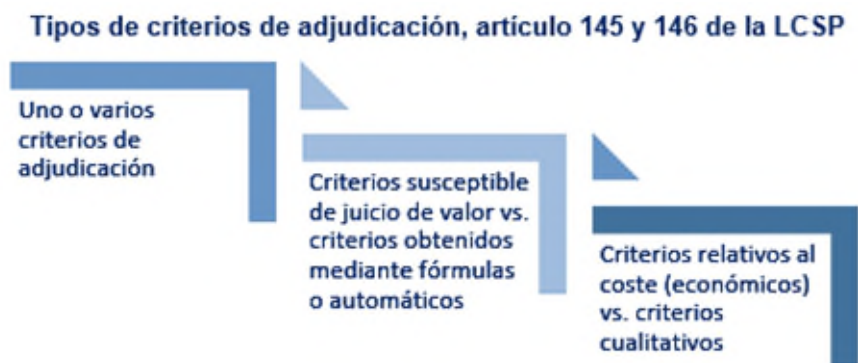 Tipos de criterios de adjudicación, artículo 145 y 146 de la LCSP
Uno o varios
criterios de
adjudicación
Criterios susceptible
de juicio de valor vs.
criterios obtenidos
mediante fórmulas
o automáticos
Criterios relativos al
coste (económicos)
vs. criterios
cualitativos